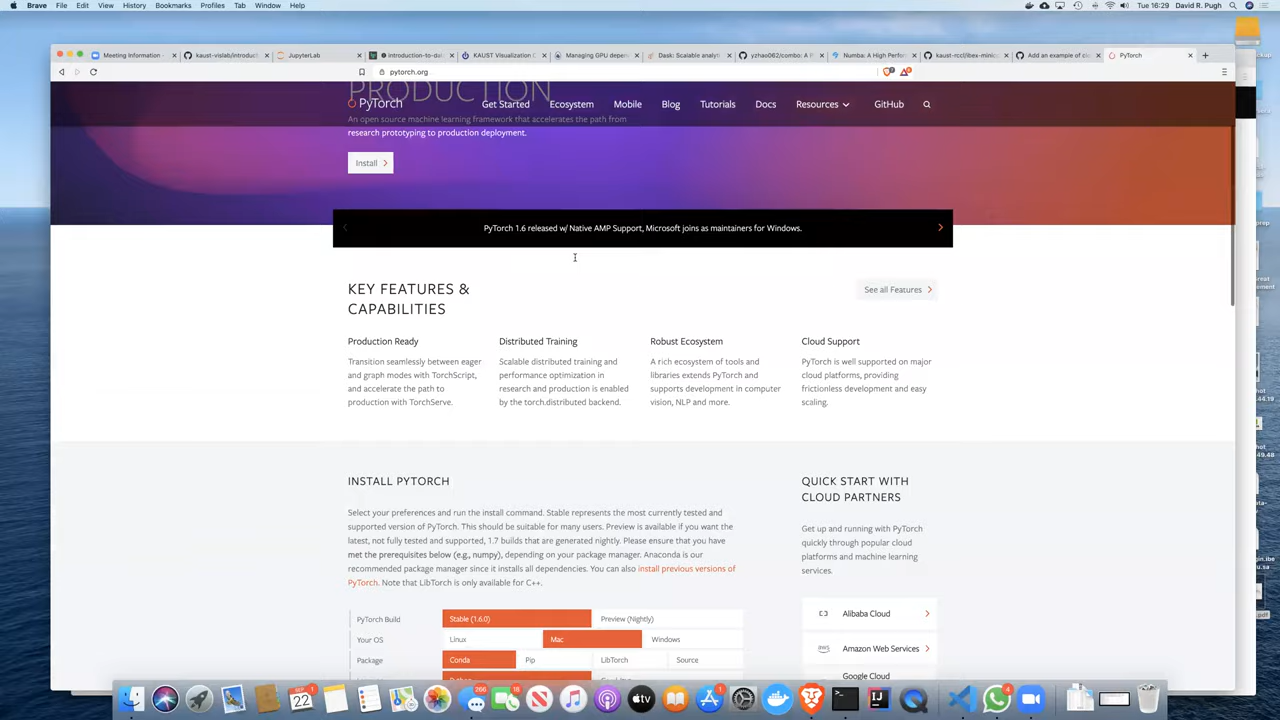 Brave File Edit View History Bookmarks Profiles Tab Window Help
Tue 16:29 David R. Pugh
Meeting Information -
kaust-vislab/introduct
JupyterLab
introduction-to-da
KAUST Visualization D
Managing GPU depe
Dask: Scalable analyt
yzhao062/combo: A
Numba: A High Perfor
Add an example of cl
PyTorch
pytorch.org
PRODUCTION
PyTorch
Get Started Ecosystem Mobile Blog Tutorials Docs Resources GitHub
An open source machine learning framework that accelerates the path from
research prototyping to production deployment.
Install
PyTorch 1.6 released w/ Native AMP Support, Microsoft joins as maintainers for Windows.
KEY FEATURES &
CAPABILITIES
See all Features
Production Ready
Transition seamlessly between eager
and graph modes with TorchScript,
and accelerate the path to
production with TorchServe.
Distributed Training
Scalable distributed training and
performance optimization in
research and production is enabled
by the torch.distributed backend.
Robust Ecosystem
A rich ecosystem of tools and
libraries extends PyTorch and
supports development in computer
vision, NLP and more.
Cloud Support
PyTorch is well supported on major
cloud platforms, providing
frictionless development and easy
scaling.
INSTALL PYTORCH
Select your preferences and run the install command. Stable represents the most currently tested and
supported version of PyTorch. This should be suitable for many users. Preview is available if you want the
latest, not fully tested and supported, 1.7 builds that are generated nightly. Please ensure that you have
met the prerequisites below (e.g., numpy), depending on your package manager. Anaconda is our
recommended package manager since it installs all dependencies. You can also install previous versions of
PyTorch. Note that LibTorch is only available for C++.
PyTorch Build Stable (1.6.0) Preview (Nightly)
Your OS Linux Mac Windows
Package Conda Pip LibTorch Source
QUICK START WITH
CLOUD PARTNERS
Get up and running with PyTorch
quickly through popular cloud
platforms and machine learning
services.
Alibaba Cloud
aws Amazon Web Services
Google Cloud
SEP
22
266
tv